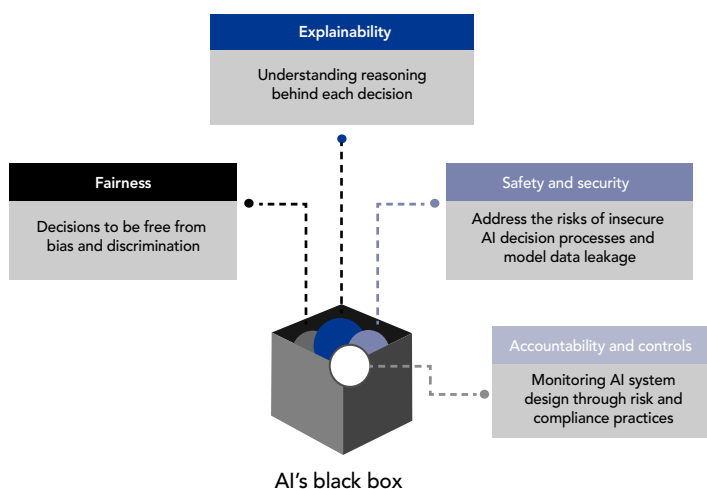 Explainability
Understanding reasoning
behind each decision
Fairness
Decisions to be free from
bias and discrimination
Safety and security
Address the risks of insecure
AI decision processes and
model data leakage
Accountability and controls
Monitoring AI system
design through risk and
compliance practices
AI’s black box